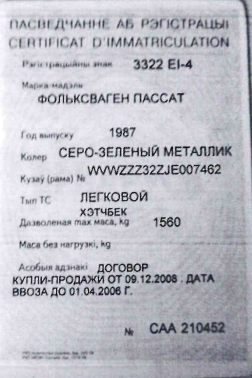 ПАСВЕДЧАННЕ АБ РЭГІСТРАЦЫІ
CERTIFICAT D'IMMATRICULATION
Рэгістрацыйны знак 3322 EI-4
Марка-мадэль
ФОЛЬКСВАГЕН ПАССАТ
Год выпуску 1987
Колер СЕРО-ЗЕЛЕНЫЙ МЕТАЛЛИК
Кузаў (рама) № WVWZZZ32ZJE007462
Тып ТС ЛЕГКОВОЙ
ХЭТЧБЕК
Дазволеная max маса, kg 1560
Маса без нагрузкі, kg
Асобыя адзнакі ДОГОВОР
КУПЛИ-ПРОДАЖИ ОТ 09.12.2008 . ДАТА
ВВОЗА ДО 01.04.2006 Г.
№ САА 210452